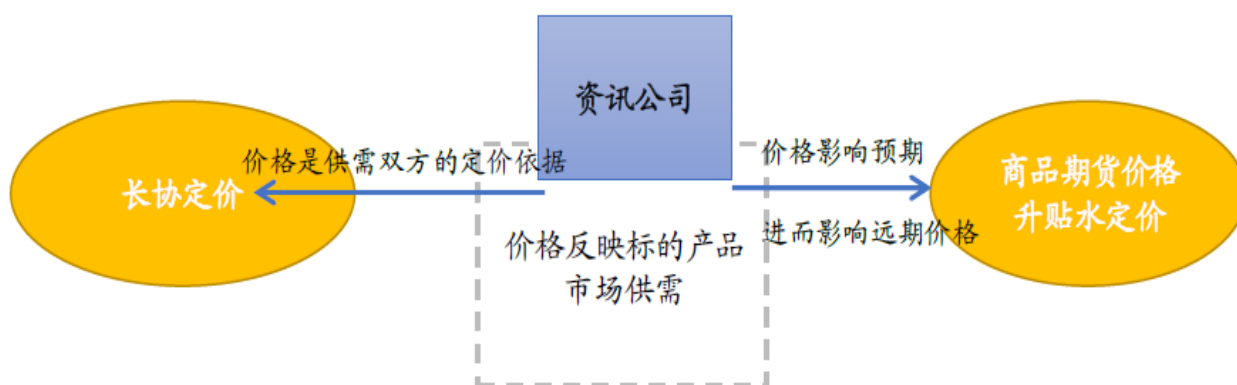 资讯公司
价格是供需双方的定价依据
长协定价
价格反映标的产品
市场供需
价格影响预期
进而影响远期价格
商品期货价格
升贴水定价